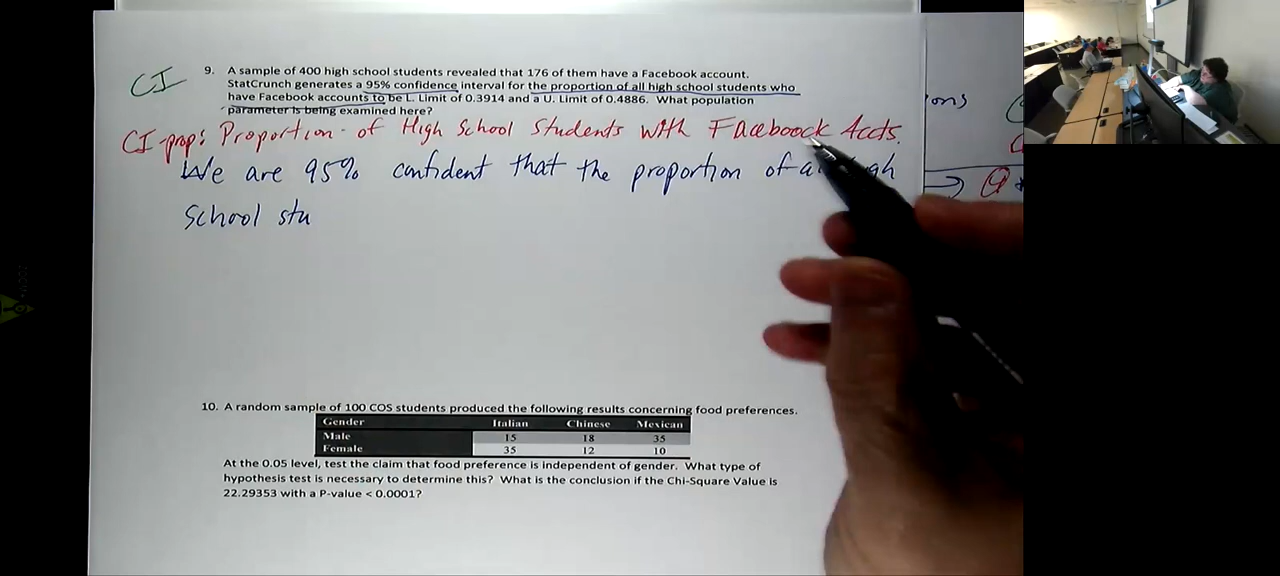 CI
9. A sample of 400 high school students revealed that 176 of them have a Facebook account.
StatCrunch generates a 95% confidence interval for the proportion of all high school students who
have Facebook accounts to be L. Limit of 0.3914 and a U. Limit of 0.4886. What population
parameter is being examined here?
CI-prop: Proportion of High School Students with Faceboock Accts.
We are 95% confident that the proportion of
School stu
ons
10. A random sample of 100 COS students produced the following results concerning food preferences.
Gender Italian Chinese Mexican
Male 15 18 35
Female 35 12 10
At the 0.05 level, test the claim that food preference is independent of gender. What type of
hypothesis test is necessary to determine this? What is the conclusion if the Chi-Square Value is
22.29353 with a P-value < 0.0001?